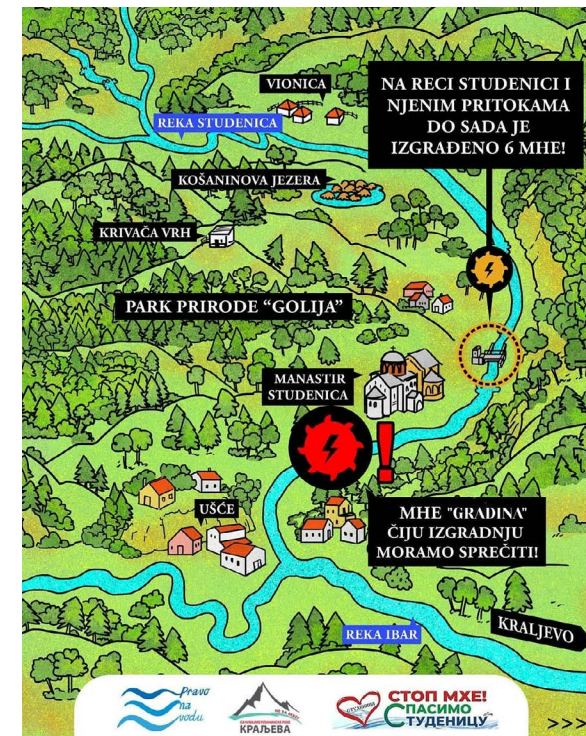 VIONICA
NA RECI STUDENICI I
NJENIM PRITOKAMA
DO SADA JE
IZGRAĐENO 6 MHE!
REKA STUDENICA
KOŠANINOVA JEZERA
KRIVAČA VRH
PARK PRIRODE “GOLIJA”
MANASTIR
STUDENICA
!
MHE "GRADINA"
ČIJU IZGRADNJU
MORAMO SPREČITI!
UŠĆE
KRALJEVO
REKA IBAR
Pravo
na
vodu
КРАЉЕВА
СТОП МХЕ!
СПАСИМО
СТУДЕНИЦУ
>>>